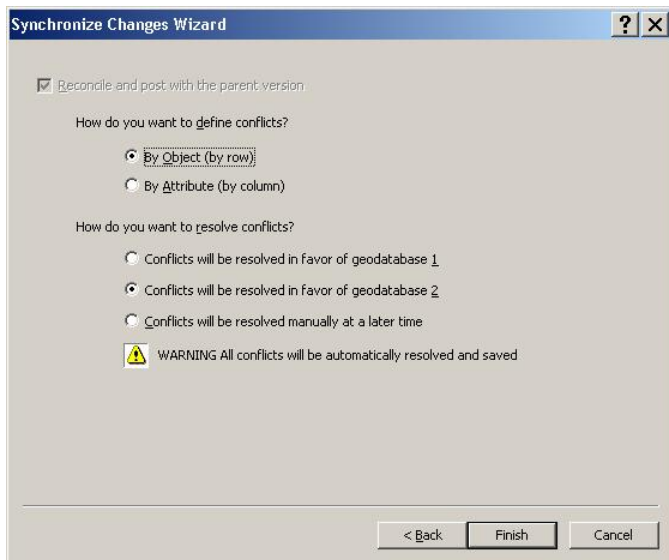 Synchronize Changes Wizard
Reconcile and post with the parent version
How do you want to define conflicts?
By Object (by row)
By Attribute (by column)
How do you want to resolve conflicts?
Conflicts will be resolved in favor of geodatabase 1
Conflicts will be resolved in favor of geodatabase 2
Conflicts will be resolved manually at a later time
WARNING All conflicts will be automatically resolved and saved
< Back Finish Cancel